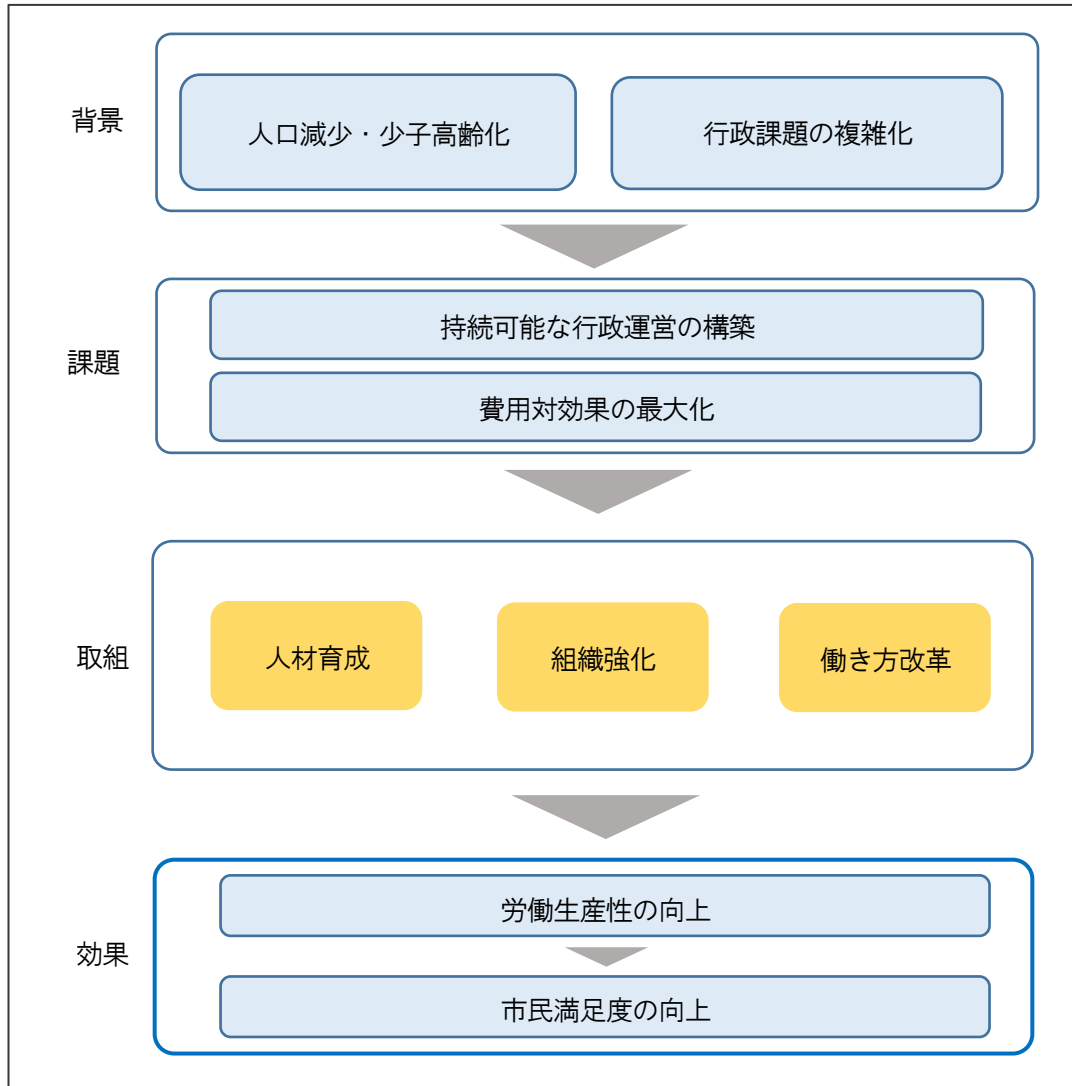 背景
人口減少・少子高齢化
行政課題の複雑化
課題
持続可能な行政運営の構築
費用対効果の最大化
取組
人材育成
組織強化
働き方改革
効果
労働生産性の向上
市民満足度の向上